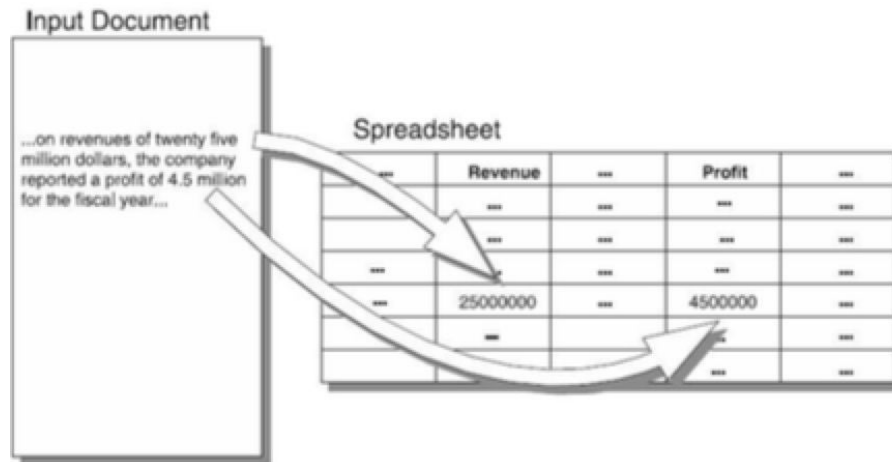 Input Document
...on revenues of twenty five
million dollars, the company
reported a profit of 4.5 million
for the fiscal year...
Spreadsheet
... Revenue ... Profit ...
... ... ... ...
... ... ... ...
... ... ... ... ...
... 25000000 ... 4500000 ...
... ... ...
... ...